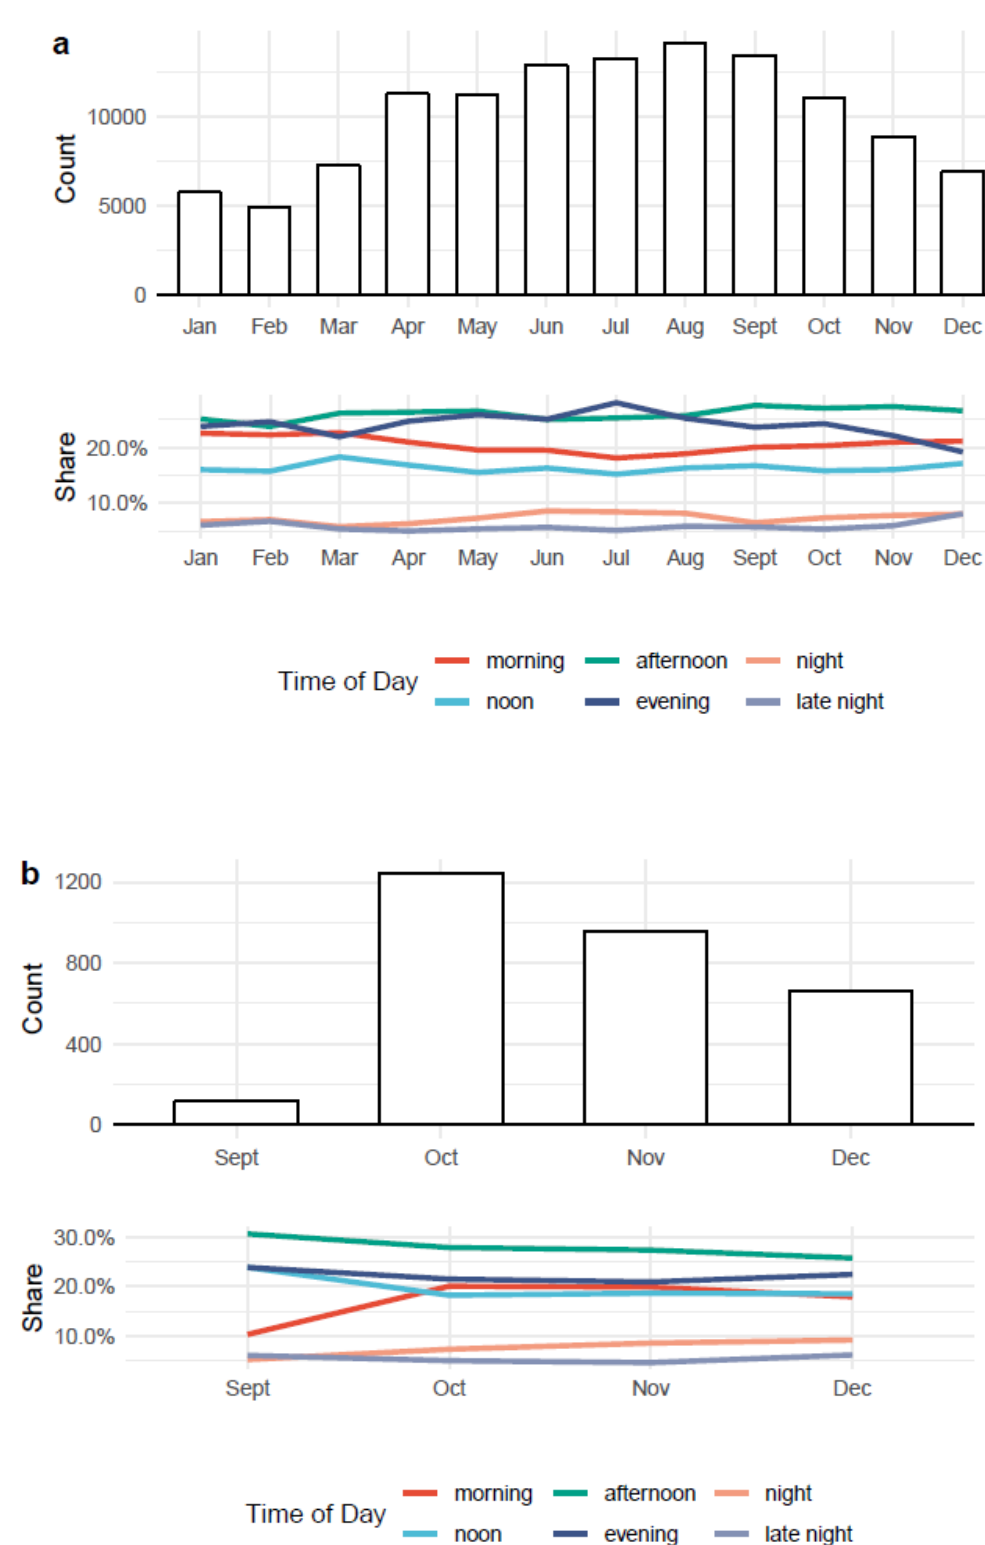 a
Count
10000
5000
0
Jan Feb Mar Apr May Jun Jul Aug Sept Oct Nov Dec
Share
20.0%
10.0%
Jan Feb Mar Apr May Jun Jul Aug Sept Oct Nov Dec
Time of Day
morning afternoon night
noon evening late night
b
Count
1200
800
400
0
Sept Oct Nov Dec
Share
30.0%
20.0%
10.0%
Sept Oct Nov Dec
Time of Day
morning afternoon night
noon evening late night